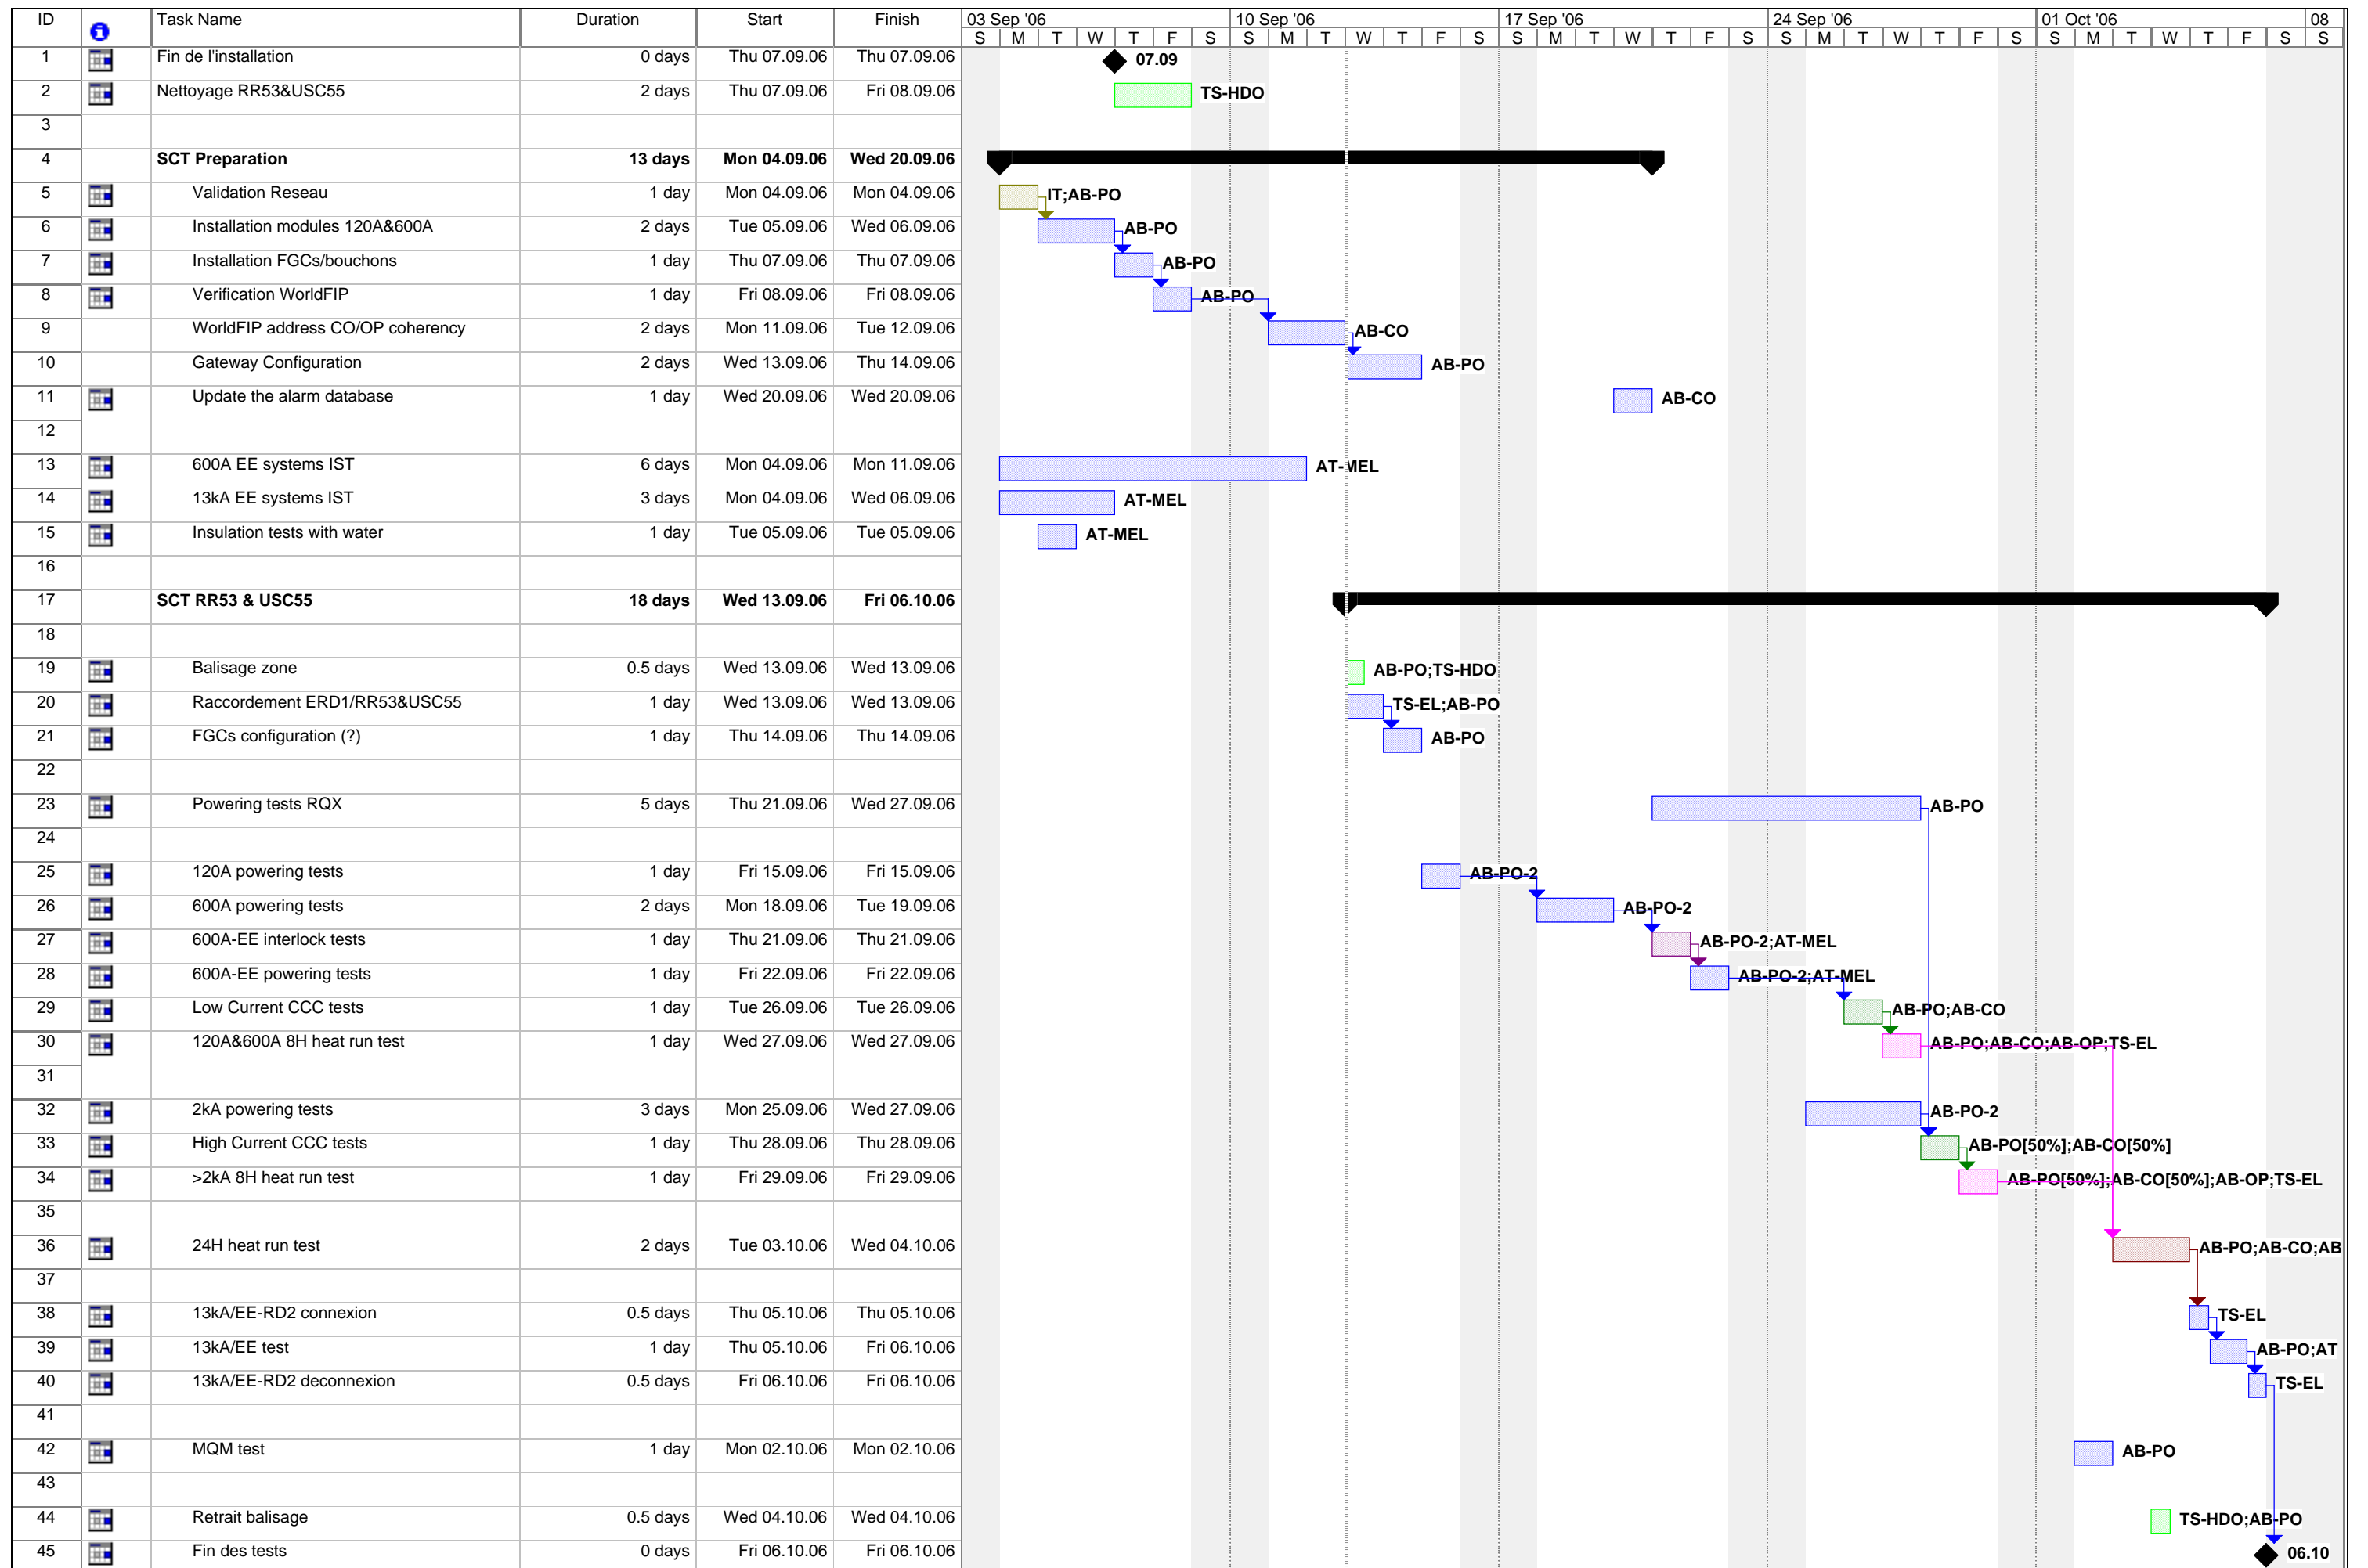 ID Task Name Duration Start Finish 03 Sep '06 10 Sep '06 17 Sep '06 24 Sep '06 01 Oct '06 08
S M T W T F S S M T W T F S S M T W T F S S M T W T F S S M T W T F S S
1 Fin de l'installation 0 days Thu 07.09.06 Thu 07.09.06 07.09
2 Nettoyage RR53&USC55 2 days Thu 07.09.06 Fri 08.09.06 TS-HDO
3
4 SCT Preparation 13 days Mon 04.09.06 Wed 20.09.06
5 Validation Reseau 1 day Mon 04.09.06 Mon 04.09.06 IT;AB-PO
6 Installation modules 120A&600A 2 days Tue 05.09.06 Wed 06.09.06 AB-PO
7 Installation FGCs/bouchons 1 day Thu 07.09.06 Thu 07.09.06 AB-PO
8 Verification WorldFIP 1 day Fri 08.09.06 Fri 08.09.06 AB-PO
9 WorldFIP address CO/OP coherency 2 days Mon 11.09.06 Tue 12.09.06 AB-CO
10 Gateway Configuration 2 days Wed 13.09.06 Thu 14.09.06 AB-PO
11 Update the alarm database 1 day Wed 20.09.06 Wed 20.09.06 AB-CO
12
13 600A EE systems IST 6 days Mon 04.09.06 Mon 11.09.06 AT-MEL
14 13kA EE systems IST 3 days Mon 04.09.06 Wed 06.09.06 AT-MEL
15 Insulation tests with water 1 day Tue 05.09.06 Tue 05.09.06 AT-MEL
16
17 SCT RR53 & USC55 18 days Wed 13.09.06 Fri 06.10.06
18
19 Balisage zone 0.5 days Wed 13.09.06 Wed 13.09.06 AB-PO;TS-HDO
20 Raccordement ERD1/RR53&USC55 1 day Wed 13.09.06 Wed 13.09.06 TS-EL;AB-PO
21 FGCs configuration (?) 1 day Thu 14.09.06 Thu 14.09.06 AB-PO
22
23 Powering tests RQX 5 days Thu 21.09.06 Wed 27.09.06 AB-PO
24
25 120A powering tests 1 day Fri 15.09.06 Fri 15.09.06 AB-PO-2
26 600A powering tests 2 days Mon 18.09.06 Tue 19.09.06 AB-PO-2
27 600A-EE interlock tests 1 day Thu 21.09.06 Thu 21.09.06 AB-PO-2;AT-MEL
28 600A-EE powering tests 1 day Fri 22.09.06 Fri 22.09.06 AB-PO-2;AT-MEL
29 Low Current CCC tests 1 day Tue 26.09.06 Tue 26.09.06 AB-PO;AB-CO
30 120A&600A 8H heat run test 1 day Wed 27.09.06 Wed 27.09.06 AB-PO;AB-CO;AB-OP;TS-EL
31
32 2kA powering tests 3 days Mon 25.09.06 Wed 27.09.06 AB-PO-2
33 High Current CCC tests 1 day Thu 28.09.06 Thu 28.09.06 AB-PO[50%];AB-CO[50%]
34 >2kA 8H heat run test 1 day Fri 29.09.06 Fri 29.09.06 AB-PO[50%];AB-CO[50%];AB-OP;TS-EL
35
36 24H heat run test 2 days Tue 03.10.06 Wed 04.10.06 AB-PO;AB-CO;AB
37
38 13kA/EE-RD2 connexion 0.5 days Thu 05.10.06 Thu 05.10.06 TS-EL
39 13kA/EE test 1 day Thu 05.10.06 Fri 06.10.06 AB-PO;AT
40 13kA/EE-RD2 deconnexion 0.5 days Fri 06.10.06 Fri 06.10.06 TS-EL
41
42 MQM test 1 day Mon 02.10.06 Mon 02.10.06 AB-PO
43
44 Retrait balisage 0.5 days Wed 04.10.06 Wed 04.10.06 TS-HDO;AB-PO
45 Fin des tests 0 days Fri 06.10.06 Fri 06.10.06 06.10